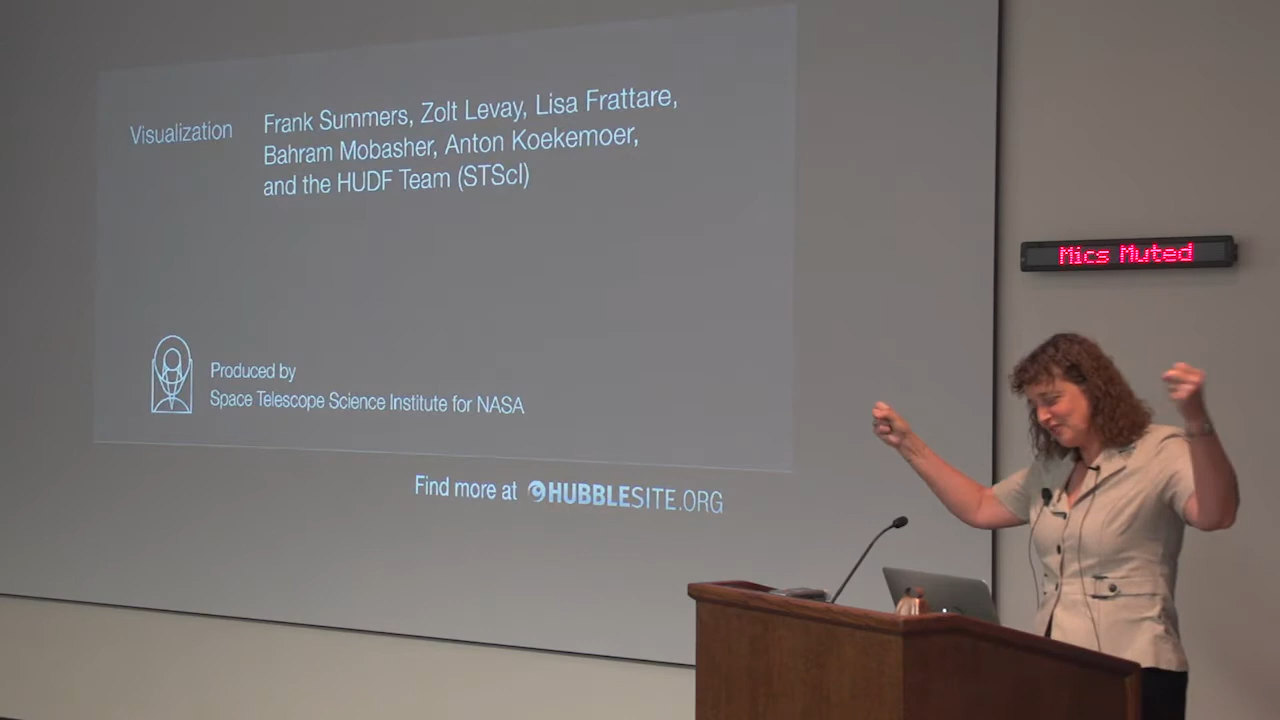 Visualization
Frank Summers, Zolt Levay, Lisa Frattare,
Bahram Mobasher, Anton Koekemoer,
and the HUDF Team (STScI)
Mics Muted
Produced by
Space Telescope Science Institute for NASA
Find more at HUBBLESITE.ORG